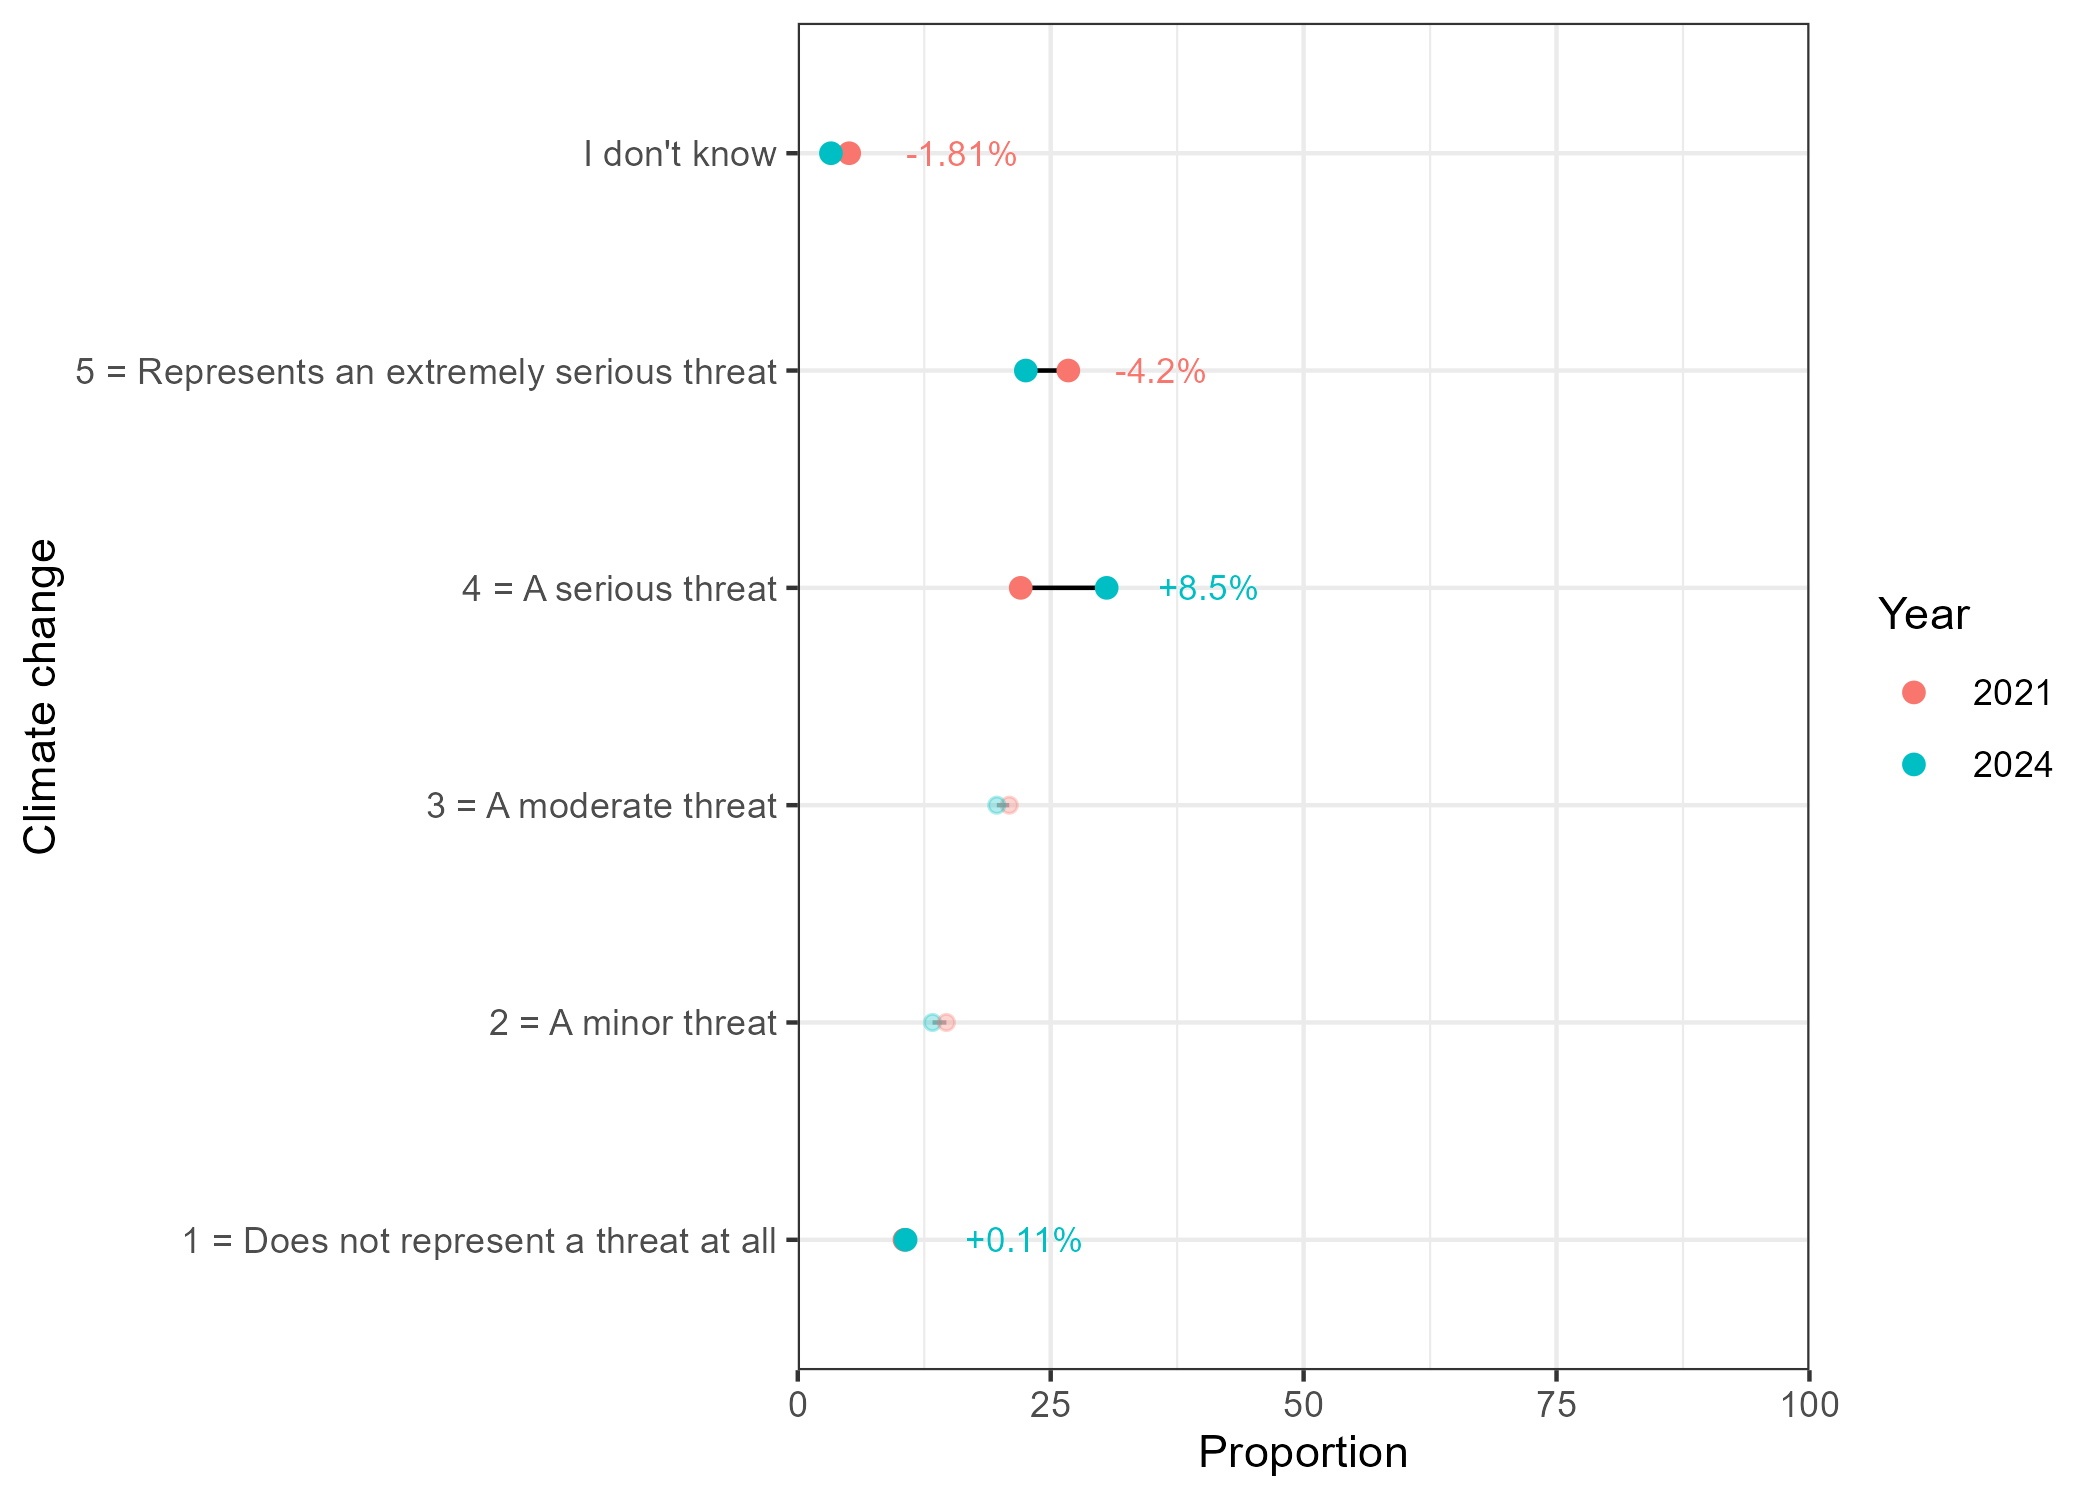 I don't know
-1.81%
5 = Represents an extremely serious threat
-4.2%
4 = A serious threat
+8.5%
3 = A moderate threat
2 = A minor threat
1 = Does not represent a threat at all
+0.11%
Climate change
0 25 50 75 100
Proportion
Year
2021
2024